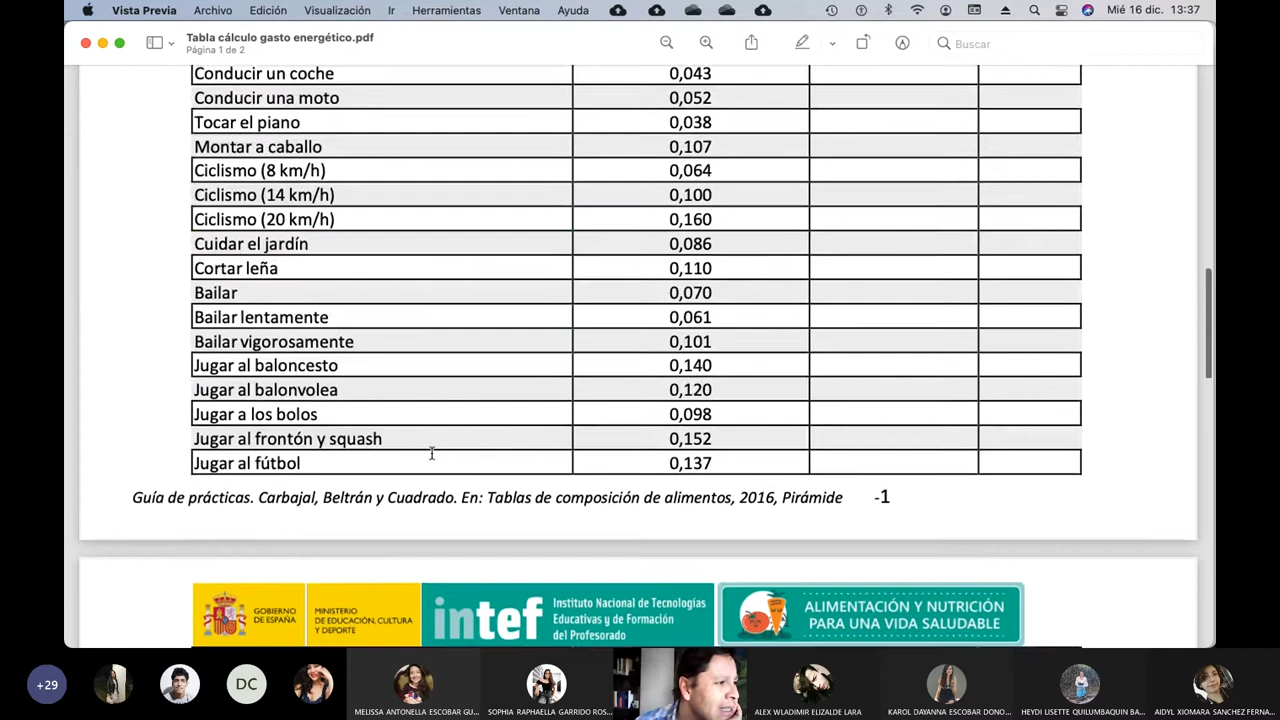 Vista Previa Archivo Edición Visualización Ir Herramientas Ventana Ayuda Mié 16 dic. 13:37
Tabla cálculo gasto energético.pdf
Página 1 de 2
Buscar
Conducir un coche 0,043
Conducir una moto 0,052
Tocar el piano 0,038
Montar a caballo 0,107
Ciclismo (8 km/h) 0,064
Ciclismo (14 km/h) 0,100
Ciclismo (20 km/h) 0,160
Cuidar el jardín 0,086
Cortar leña 0,110
Bailar 0,070
Bailar lentamente 0,061
Bailar vigorosamente 0,101
Jugar al baloncesto 0,140
Jugar al balonvolea 0,120
Jugar a los bolos 0,098
Jugar al frontón y squash 0,152
Jugar al fútbol 0,137
Guía de prácticas. Carbajal, Beltrán y Cuadrado. En: Tablas de composición de alimentos, 2016, Pirámide -1
GOBIERNO
DE ESPAÑA
MINISTERIO
DE EDUCACIÓN, CULTURA
Y DEPORTE
intef
Instituto Nacional de Tecnologías
Educativas y de Formación
del Profesorado
ALIMENTACIÓN Y NUTRICIÓN
PARA UNA VIDA SALUDABLE
+29
DC
MELISSA ANTONELLA ESCOBAR GU...
SOPHIA RAPHAELLA GARRIDO ROS...
ALEX WLADIMIR ELIZALDE LARA
KAROL DAYANNA ESCOBAR DONO...
HEYDI LISETTE QUILUMBAQUIN BA...
AIDYL XIOMARA SANCHEZ FERNA...